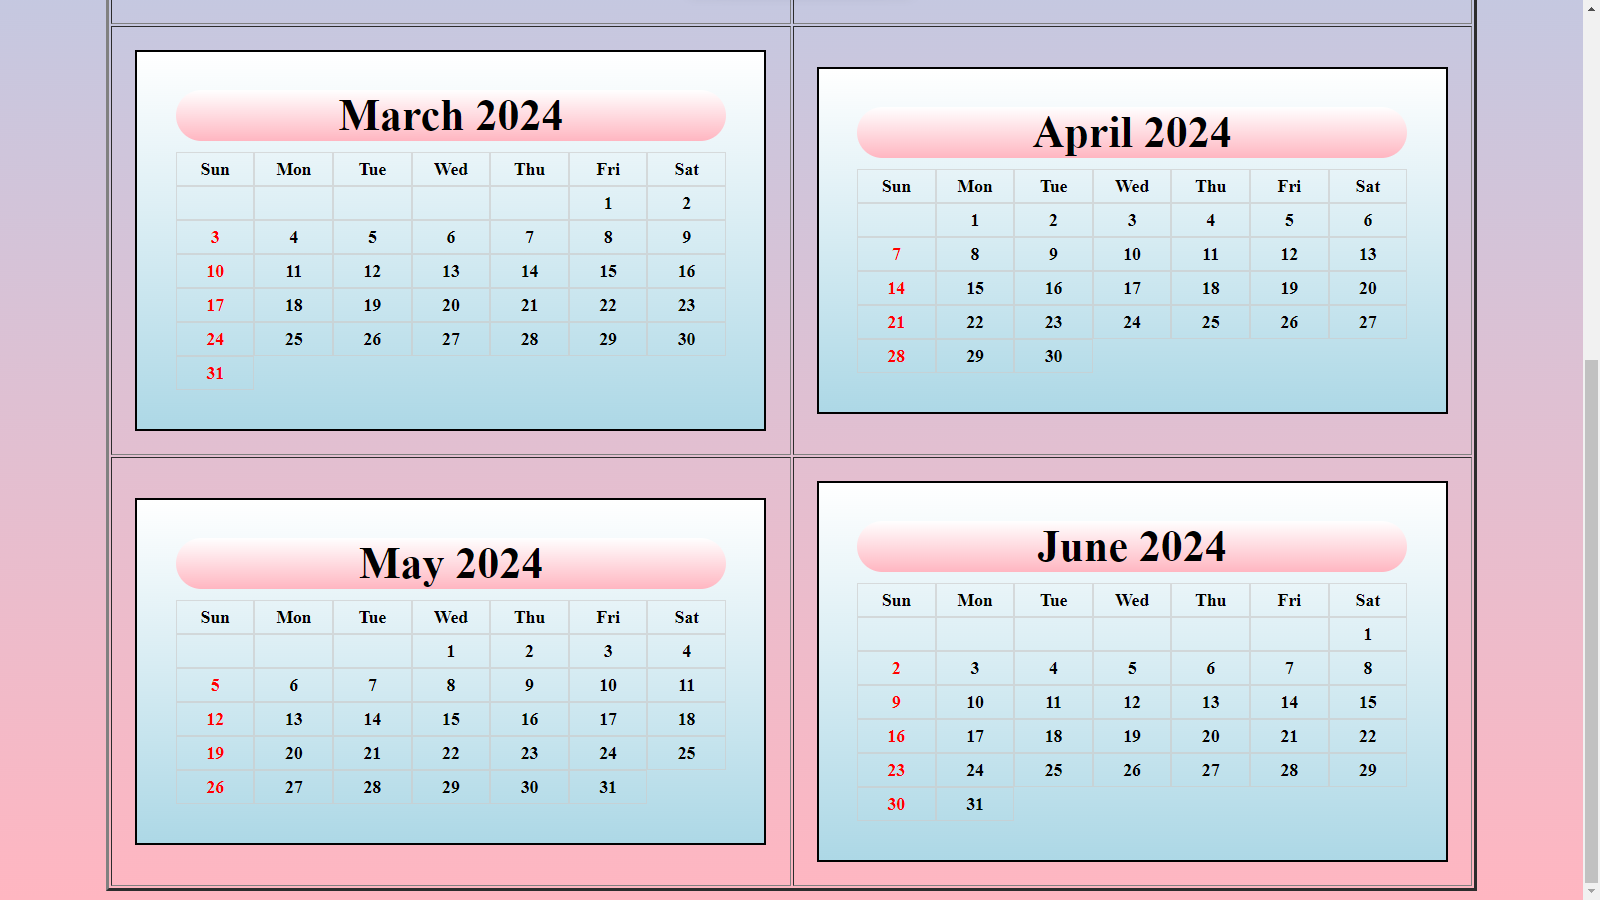 March 2024
Sun Mon Tue Wed Thu Fri Sat
1 2
3 4 5 6 7 8 9
10 11 12 13 14 15 16
17 18 19 20 21 22 23
24 25 26 27 28 29 30
31
April 2024
Sun Mon Tue Wed Thu Fri Sat
1 2 3 4 5 6
7 8 9 10 11 12 13
14 15 16 17 18 19 20
21 22 23 24 25 26 27
28 29 30
May 2024
Sun Mon Tue Wed Thu Fri Sat
1 2 3 4
5 6 7 8 9 10 11
12 13 14 15 16 17 18
19 20 21 22 23 24 25
26 27 28 29 30 31
June 2024
Sun Mon Tue Wed Thu Fri Sat
1
2 3 4 5 6 7 8
9 10 11 12 13 14 15
16 17 18 19 20 21 22
23 24 25 26 27 28 29
30 31